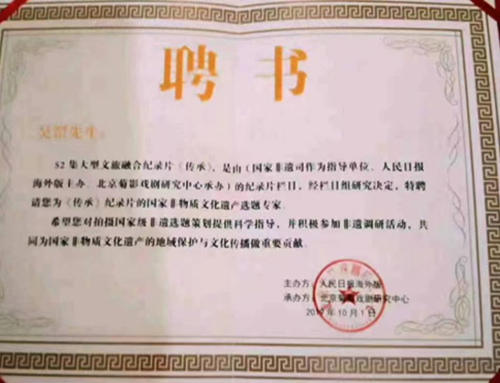 聘书
吴韶先生:
52集大型文旅融合纪录片《传承》,是由(国家非遗司作为指导单位、人民日报
海外版主办、北京菊影戏剧研究中心承办)的纪录片栏目,经栏目组研究决定,特聘
请您为《传承》纪录片的国家非物质文化遗产选题专家。
希望您对拍摄国家级非遗选题策划提供科学指导,并积极参加非遗调研活动,共
同为国家非物质文化遗产的地域保护与文化传播做重要贡献。
主办方:人民日报海外版
承办方:北京菊影戏剧研究中心
年10月1日